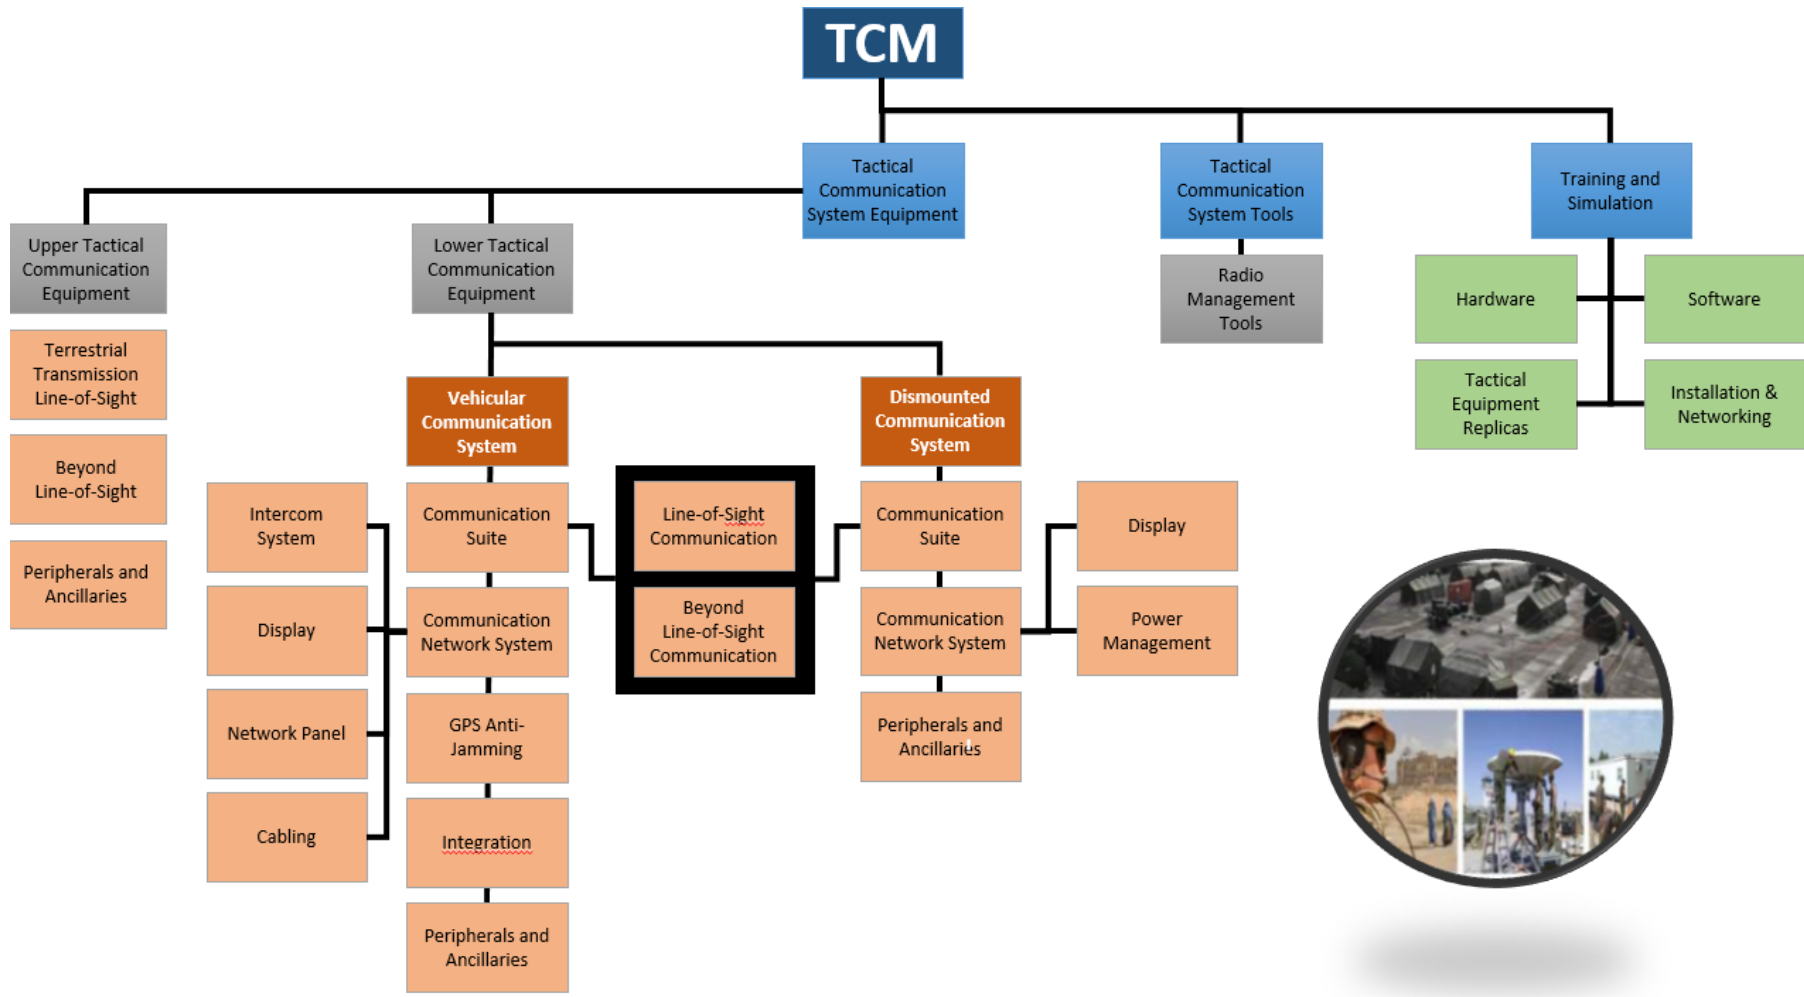 TCM
Tactical
Communication
System Equipment
Tactical
Communication
System Tools
Training and
Simulation
Upper Tactical
Communication
Equipment
Lower Tactical
Communication
Equipment
Radio
Management
Tools
Hardware
Software
Tactical
Equipment
Replicas
Installation &
Networking
Terrestrial
Transmission
Line-of-Sight
Beyond
Line-of-Sight
Peripherals and
Ancillaries
Vehicular
Communication
System
Dismounted
Communication
System
Intercom
System
Display
Network Panel
Cabling
Communication
Suite
Communication
Network System
GPS Anti-
Jamming
Integration
Peripherals and
Ancillaries
Line-of-Sight
Communication
Beyond
Line-of-Sight
Communication
Communication
Suite
Communication
Network System
Peripherals and
Ancillaries
Display
Power
Management